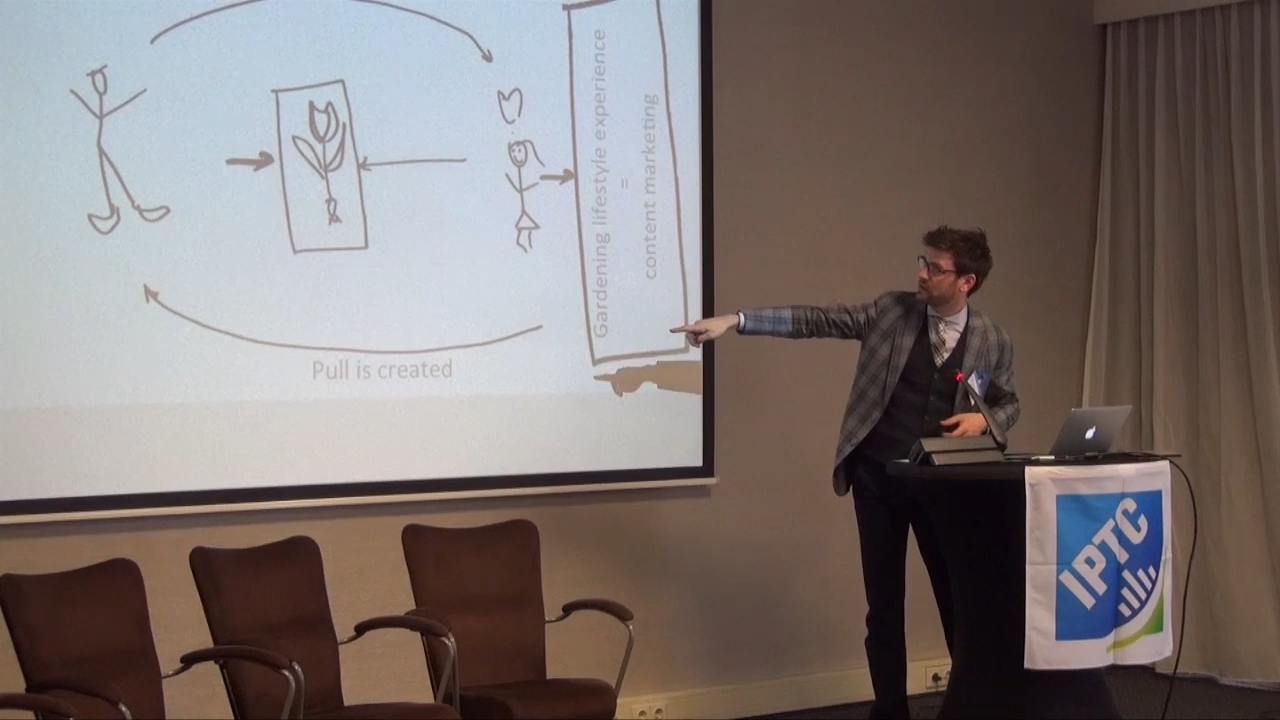 Gardening lifestyle experience
=
content marketing
Pull is created
IPTC